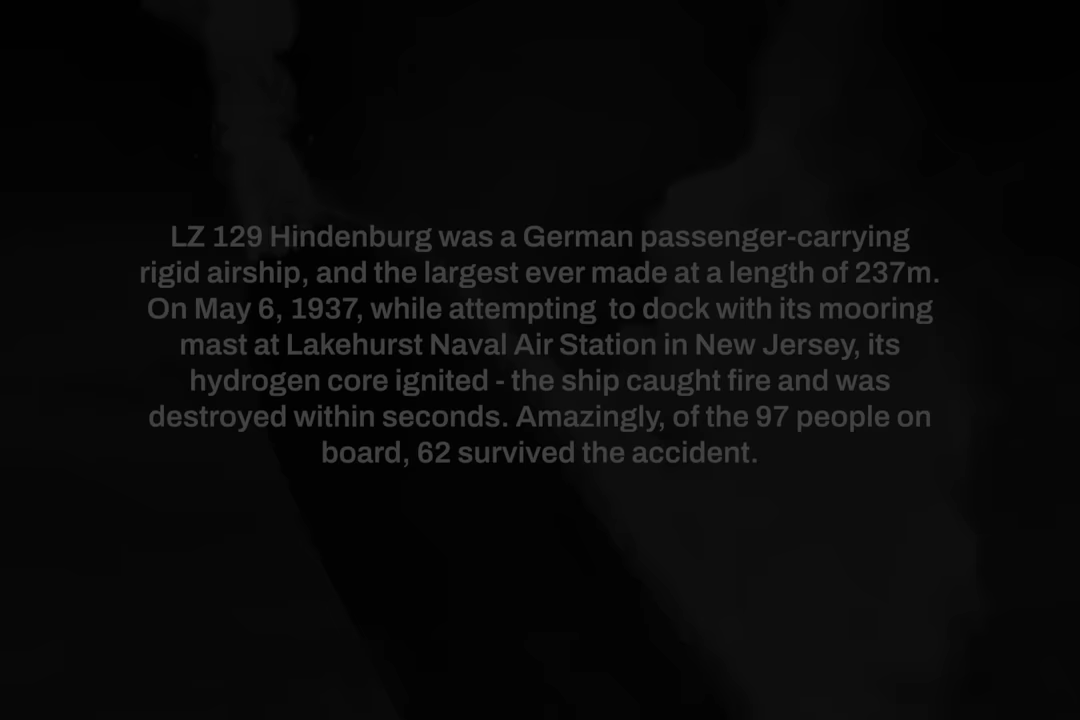 LZ 129 Hindenburg was a German passenger-carrying
rigid airship, and the largest ever made at a length of 237m.
On May 6, 1937, while attempting  to dock with its mooring
mast at Lakehurst Naval Air Station in New Jersey, its
hydrogen core ignited - the ship caught fire and was
destroyed within seconds. Amazingly, of the 97 people on
board, 62 survived the accident.